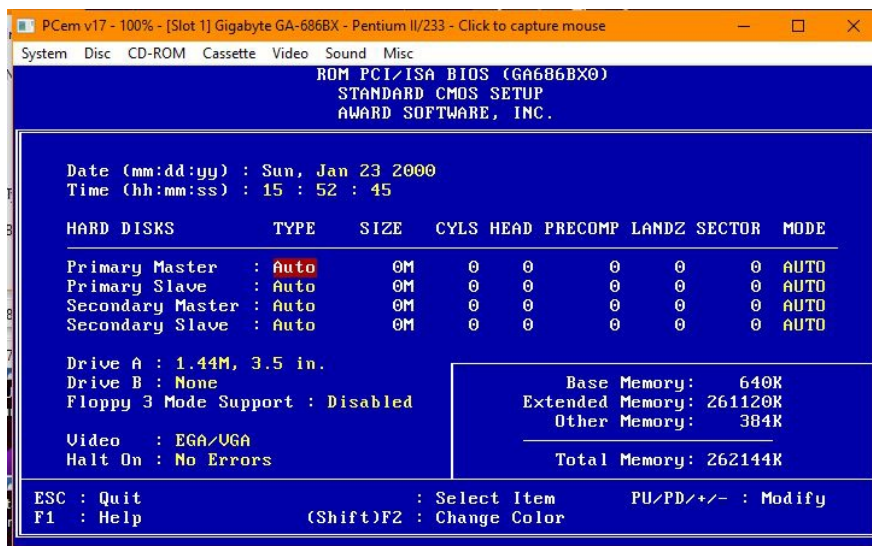 PCem v17 - 100% - [Slot 1] Gigabyte GA-686BX - Pentium II/233 - Click to capture mouse
System Disc CD-ROM Cassette Video Sound Misc
ROM PCI/ISA BIOS (GA686BX0)
STANDARD CMOS SETUP
AWARD SOFTWARE, INC.
Date (mm:dd:yy) : Sun, Jan 23 2000
Time (hh:mm:ss) : 15 : 52 : 45
HARD DISKS TYPE SIZE CYLS HEAD PRECOMP LANDZ SECTOR MODE
Primary Master : Auto 0M 0 0 0 0 0 AUTO
Primary Slave : Auto 0M 0 0 0 0 0 AUTO
Secondary Master : Auto 0M 0 0 0 0 0 AUTO
Secondary Slave : Auto 0M 0 0 0 0 0 AUTO
Drive A : 1.44M, 3.5 in.
Drive B : None
Floppy 3 Mode Support : Disabled
Video : EGA/VGA
Halt On : No Errors
Base Memory: 640K
Extended Memory: 261120K
Other Memory: 384K
Total Memory: 262144K
ESC : Quit : Select Item PU/PD/+/- : Modify
F1 : Help (Shift)F2 : Change Color